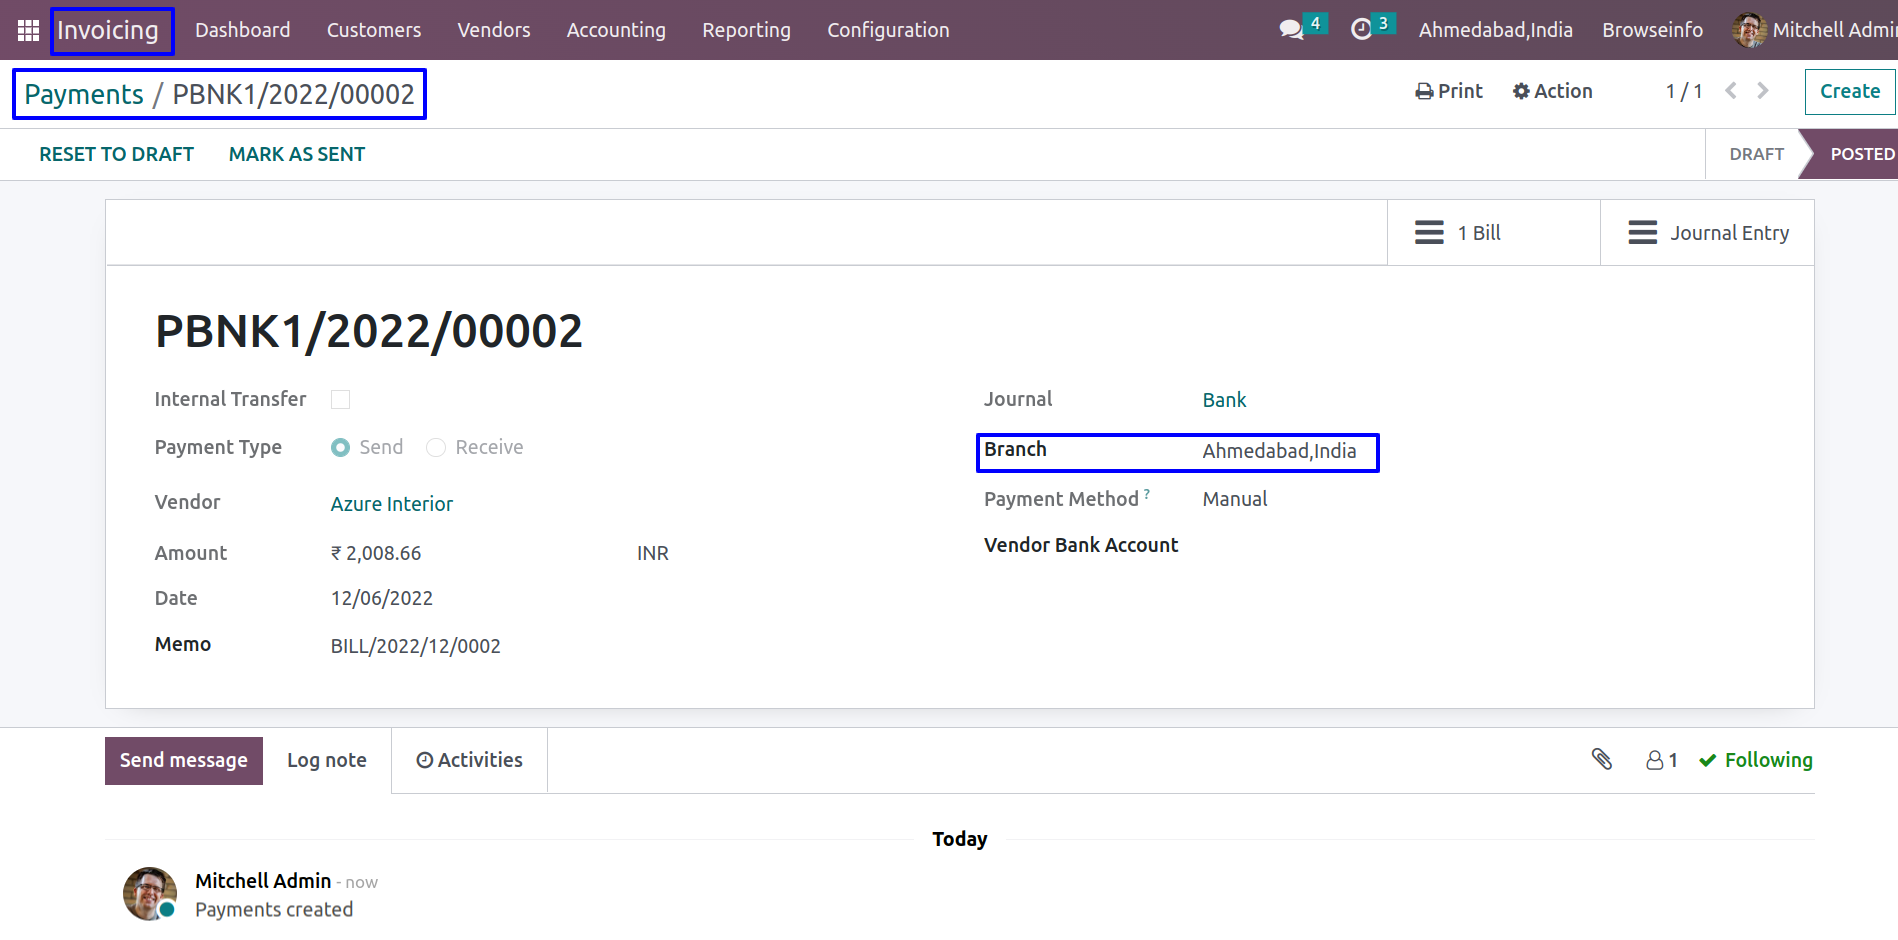 Invoicing Dashboard Customers Vendors Accounting Reporting Configuration 4 3 Ahmedabad,India Browseinfo Mitchell Admin
Payments / PBNK1/2022/00002 Print Action 1 / 1 Create
RESET TO DRAFT MARK AS SENT DRAFT POSTED
1 Bill Journal Entry
PBNK1/2022/00002
Internal Transfer
Payment Type Send Receive
Vendor Azure Interior
Amount ₹ 2,008.66 INR
Date 12/06/2022
Memo BILL/2022/12/0002
Journal Bank
Branch Ahmedabad,India
Payment Method ? Manual
Vendor Bank Account
Send message Log note Activities 1 Following
Today
Mitchell Admin - now
Payments created